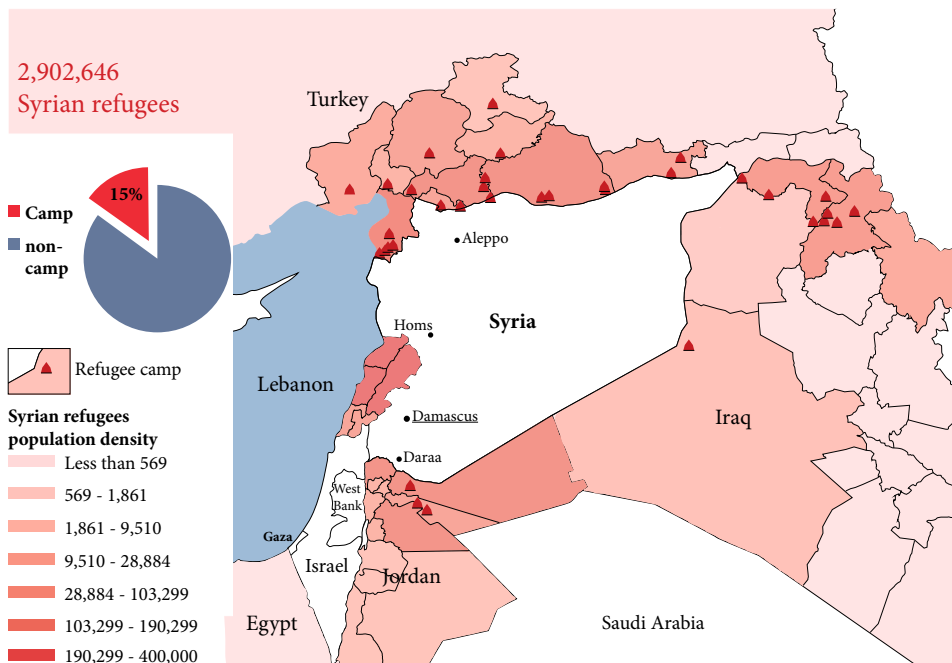 2,902,646
Syrian refugees
15%
Camp
non-
camp
Refugee camp
Syrian refugees
population density
Less than 569
569 - 1,861
1,861 - 9,510
9,510 - 28,884
28,884 - 103,299
103,299 - 190,299
190,299 - 400,000
Turkey
Aleppo
Homs
Syria
Lebanon
Damascus
Iraq
Daraa
West
Bank
Gaza
Israel
Jordan
Egypt
Saudi Arabia